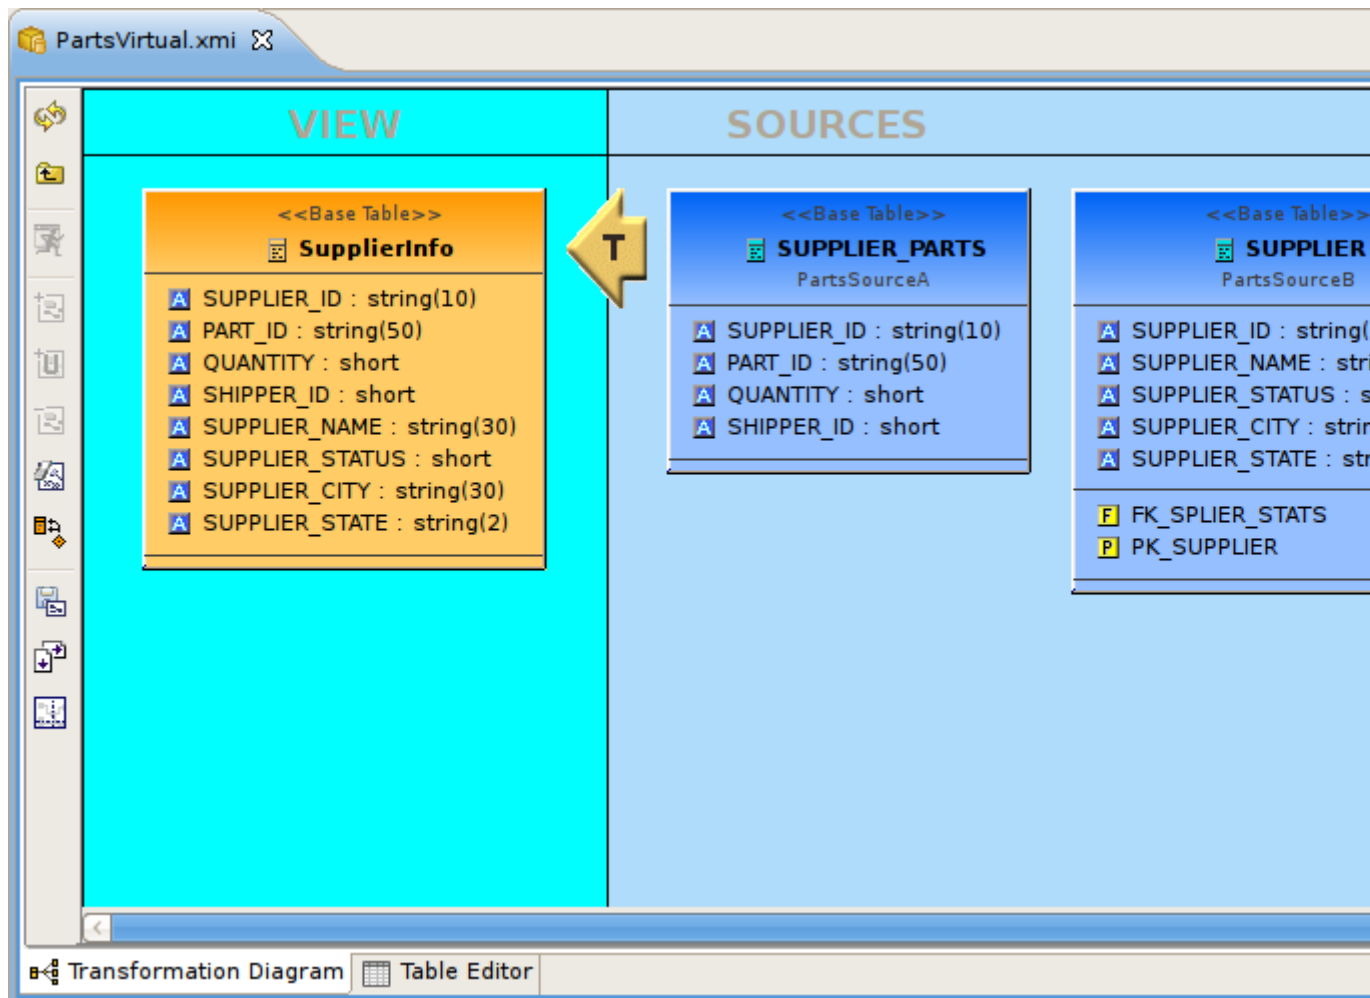 PartsVirtual.xmi
VIEW
SOURCES
<<Base Table>>
SupplierInfo
SUPPLIER_ID : string(10)
PART_ID : string(50)
QUANTITY : short
SHIPPER_ID : short
SUPPLIER_NAME : string(30)
SUPPLIER_STATUS : short
SUPPLIER_CITY : string(30)
SUPPLIER_STATE : string(2)
T
<<Base Table>>
SUPPLIER_PARTS
PartsSourceA
SUPPLIER_ID : string(10)
PART_ID : string(50)
QUANTITY : short
SHIPPER_ID : short
<<Base Table>>
SUPPLIER
PartsSourceB
SUPPLIER_ID : string(
SUPPLIER_NAME : stri
SUPPLIER_STATUS : s
SUPPLIER_CITY : strin
SUPPLIER_STATE : str
F FK_SPLIER_STATS
P PK_SUPPLIER
Transformation Diagram
Table Editor